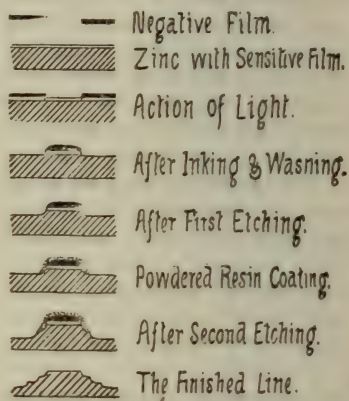 Negative Film.
Zinc with Sensitive Film.
Action of Light.
After Inking & Wasning.
After First Etching.
Powdered Resin Coating.
After Second Etching.
The Finished Line.